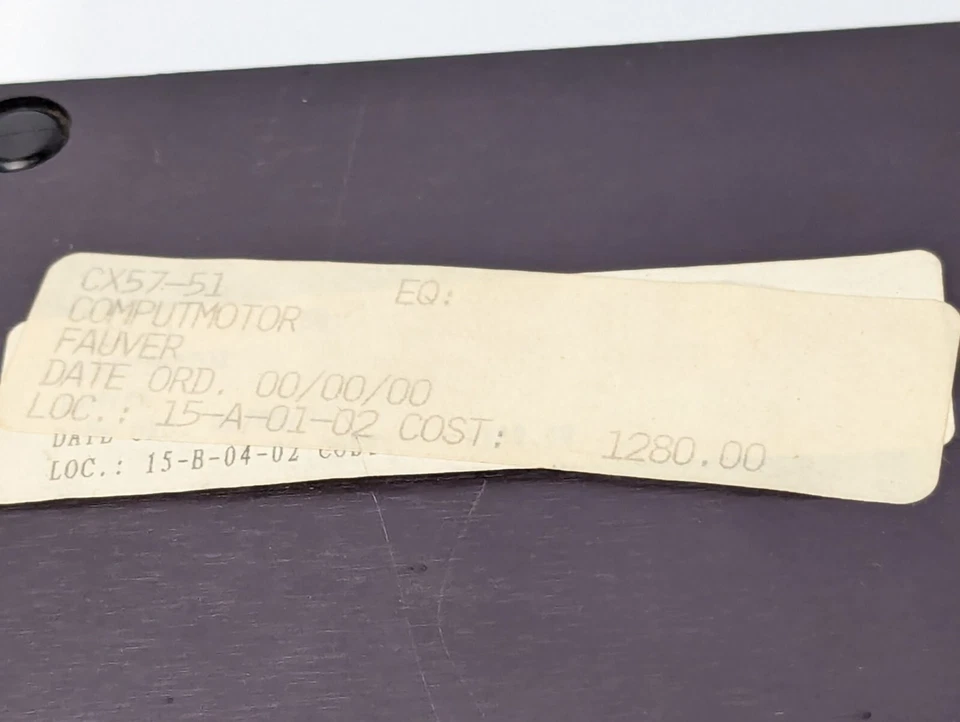 CX57-51 EQ:
COMPUTMOTOR
FAUVER
DATE ORD. 00/00/00
LOC.: 15-A-01-02 COST: 1280.00
LOC.: 15-B-04-02